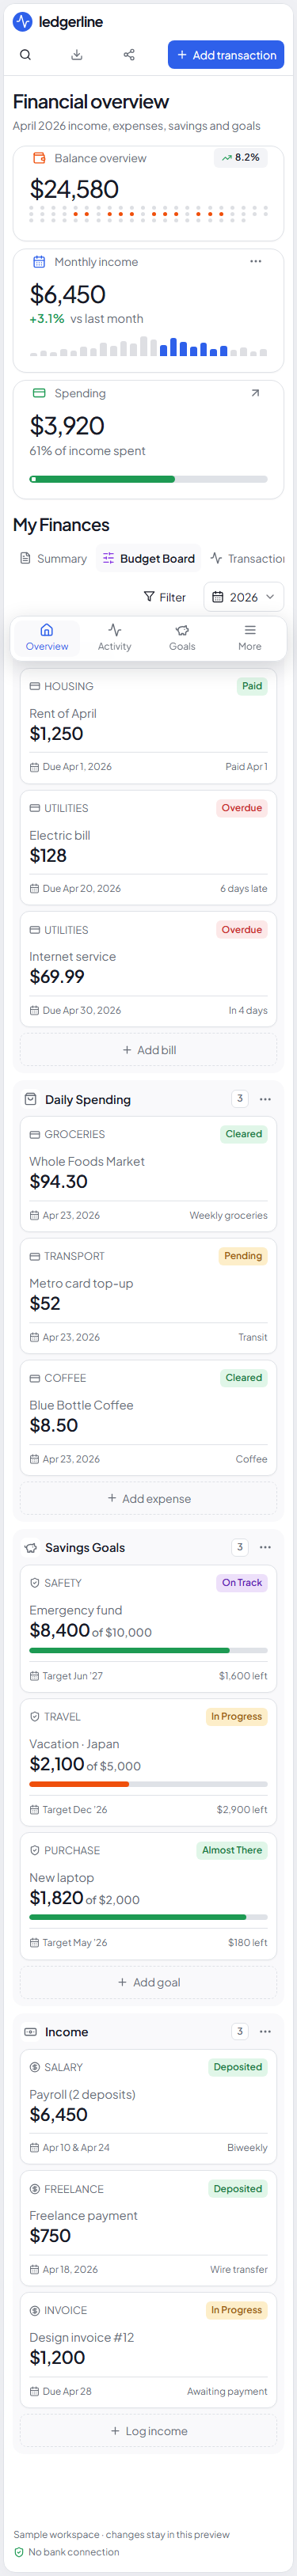 ledgerline
Add transaction
Financial overview
April 2026 income, expenses, savings and goals
Balance overview 8.2%
$24,580
Monthly income
$6,450
+3.1% vs last month
Spending
$3,920
61% of income spent
My Finances
Summary Budget Board Transaction
Filter 2026
Overview Activity Goals More
HOUSING Paid
Rent of April
$1,250
Due Apr 1, 2026 Paid Apr 1
UTILITIES Overdue
Electric bill
$128
Due Apr 20, 2026 6 days late
UTILITIES Overdue
Internet service
$69.99
Due Apr 30, 2026 In 4 days
Add bill
Daily Spending 3
GROCERIES Cleared
Whole Foods Market
$94.30
Apr 23, 2026 Weekly groceries
TRANSPORT Pending
Metro card top-up
$52
Apr 23, 2026 Transit
COFFEE Cleared
Blue Bottle Coffee
$8.50
Apr 23, 2026 Coffee
Add expense
Savings Goals 3
SAFETY On Track
Emergency fund
$8,400 of $10,000
Target Jun '27 $1,600 left
TRAVEL In Progress
Vacation · Japan
$2,100 of $5,000
Target Dec '26 $2,900 left
PURCHASE Almost There
New laptop
$1,820 of $2,000
Target May '26 $180 left
Add goal
Income 3
SALARY Deposited
Payroll (2 deposits)
$6,450
Apr 10 & Apr 24 Biweekly
FREELANCE Deposited
Freelance payment
$750
Apr 18, 2026 Wire transfer
INVOICE In Progress
Design invoice #12
$1,200
Due Apr 28 Awaiting payment
Log income
Sample workspace · changes stay in this preview
No bank connection